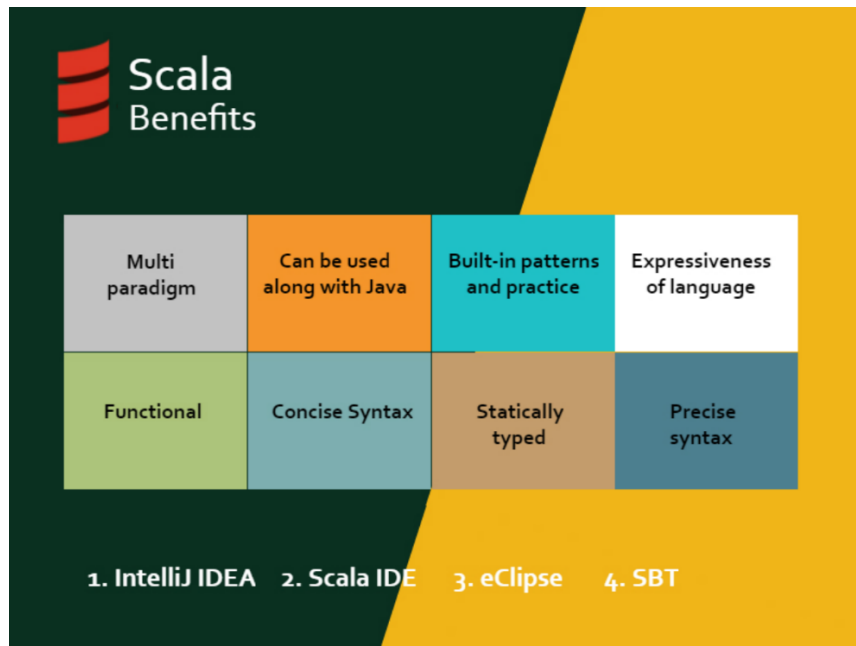 Scala
Benefits
Multi
paradigm
Can be used
along with Java
Built-in patterns
and practice
Expressiveness
of language
Functional
Concise Syntax
Statically
typed
Precise
syntax
1. IntelliJ IDEA 2. Scala IDE 3. eClipse 4. SBT